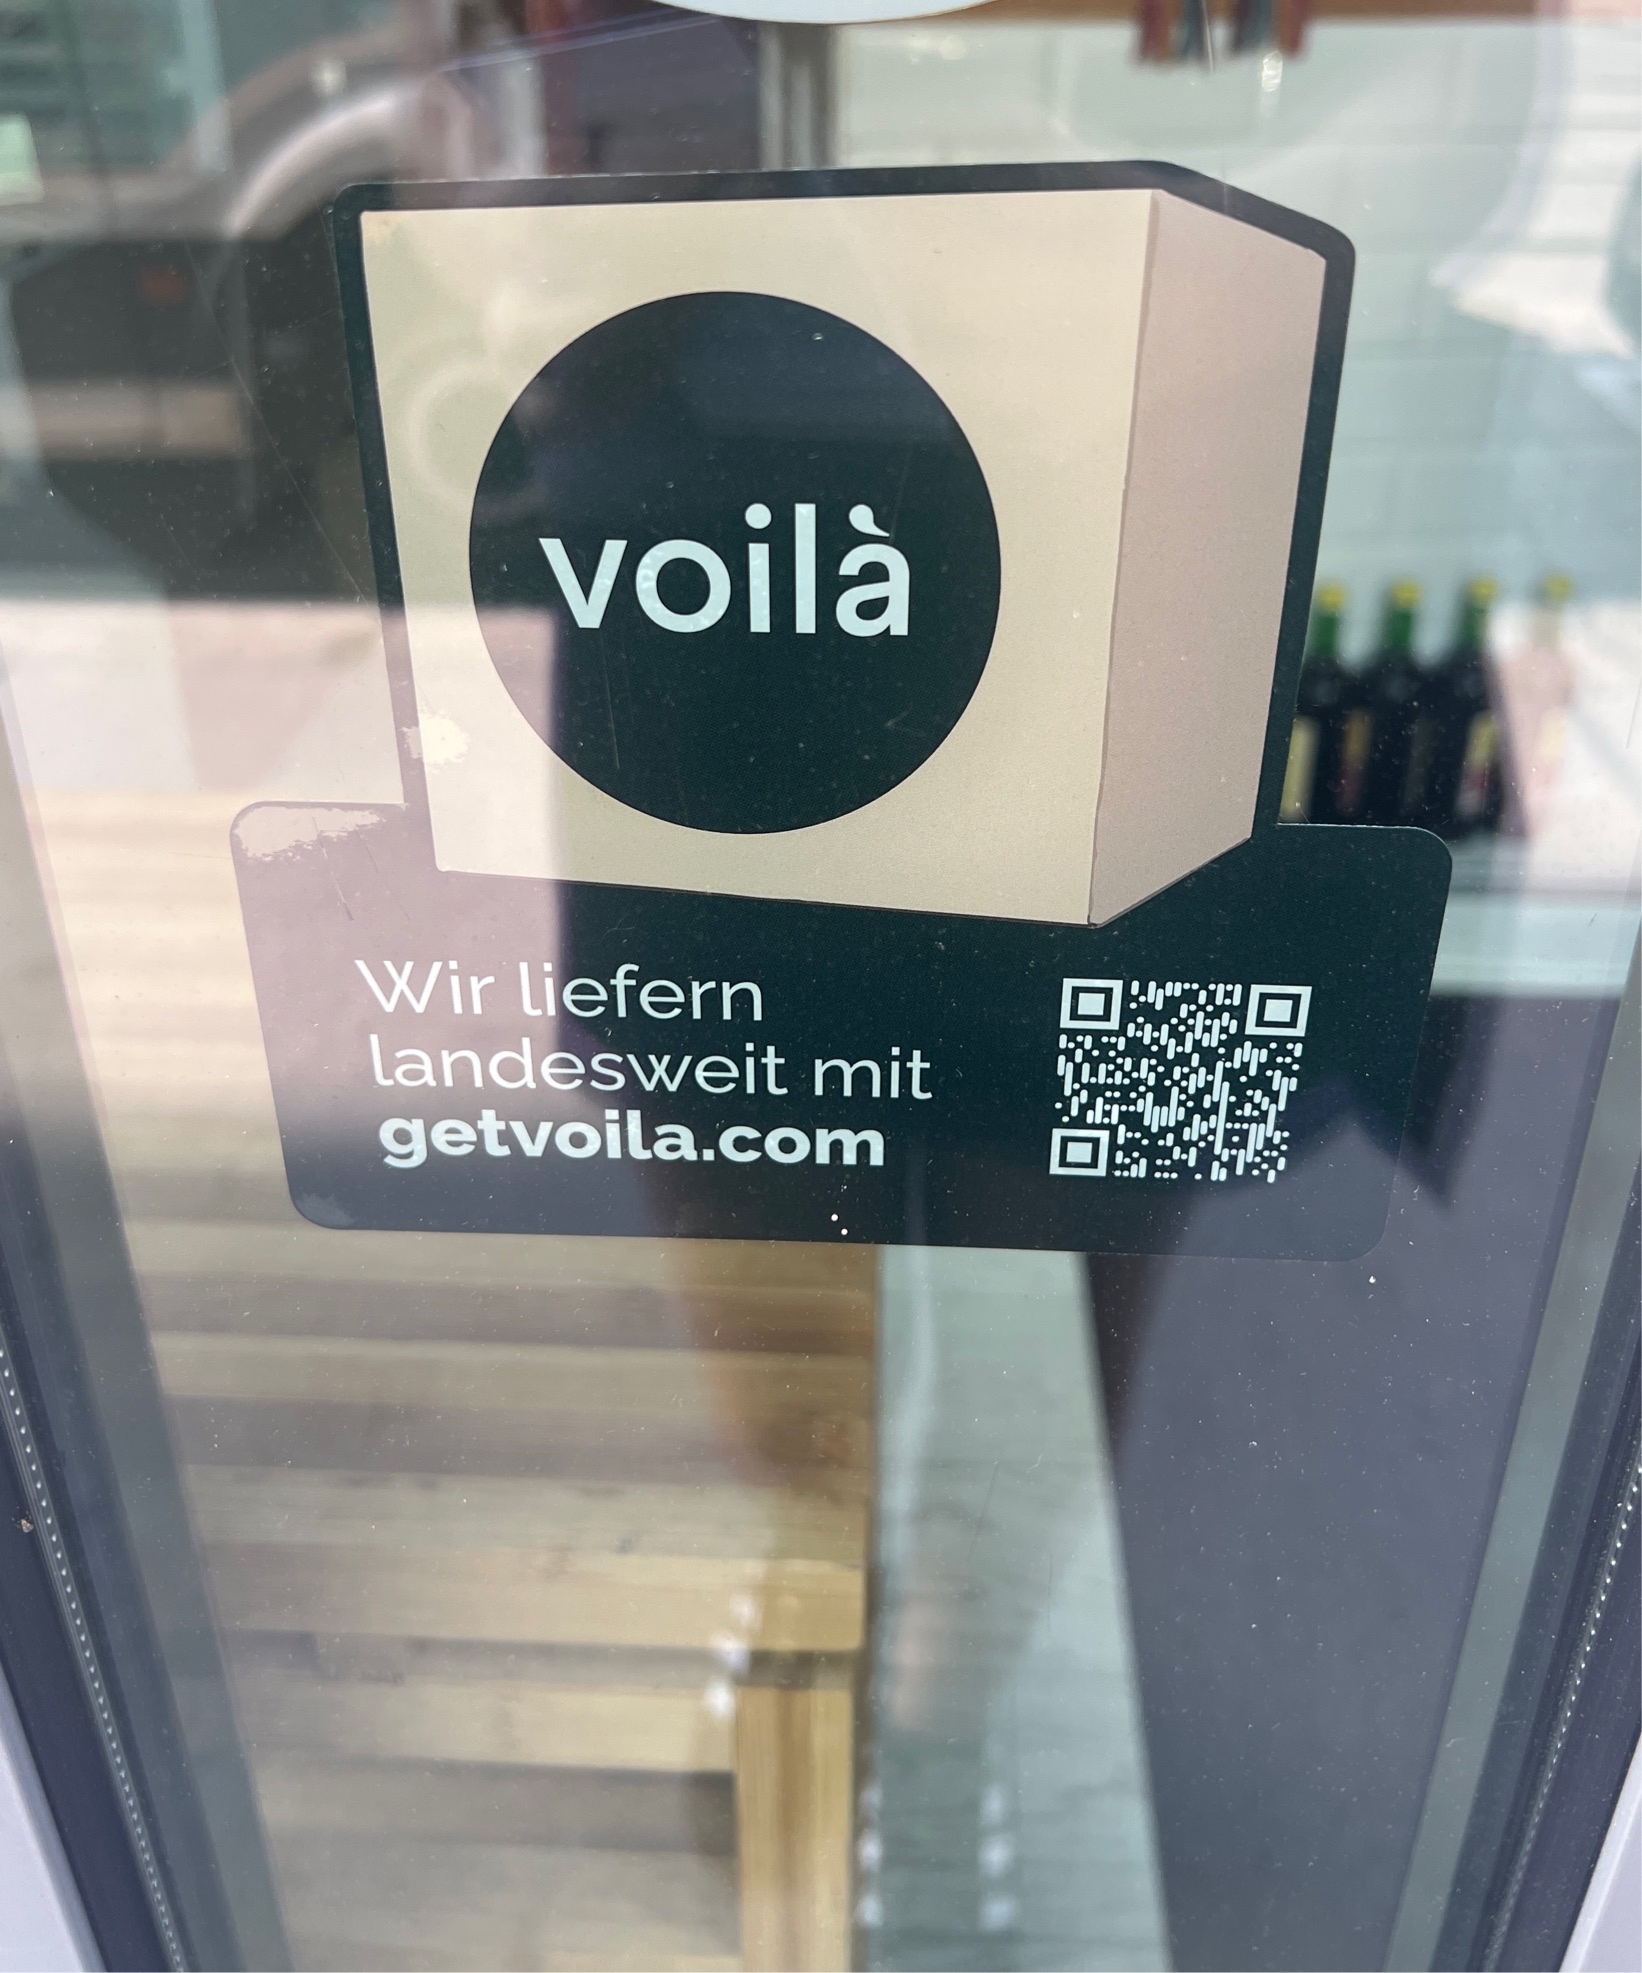 voilà
Wir liefern
landesweit mit
getvoila.com